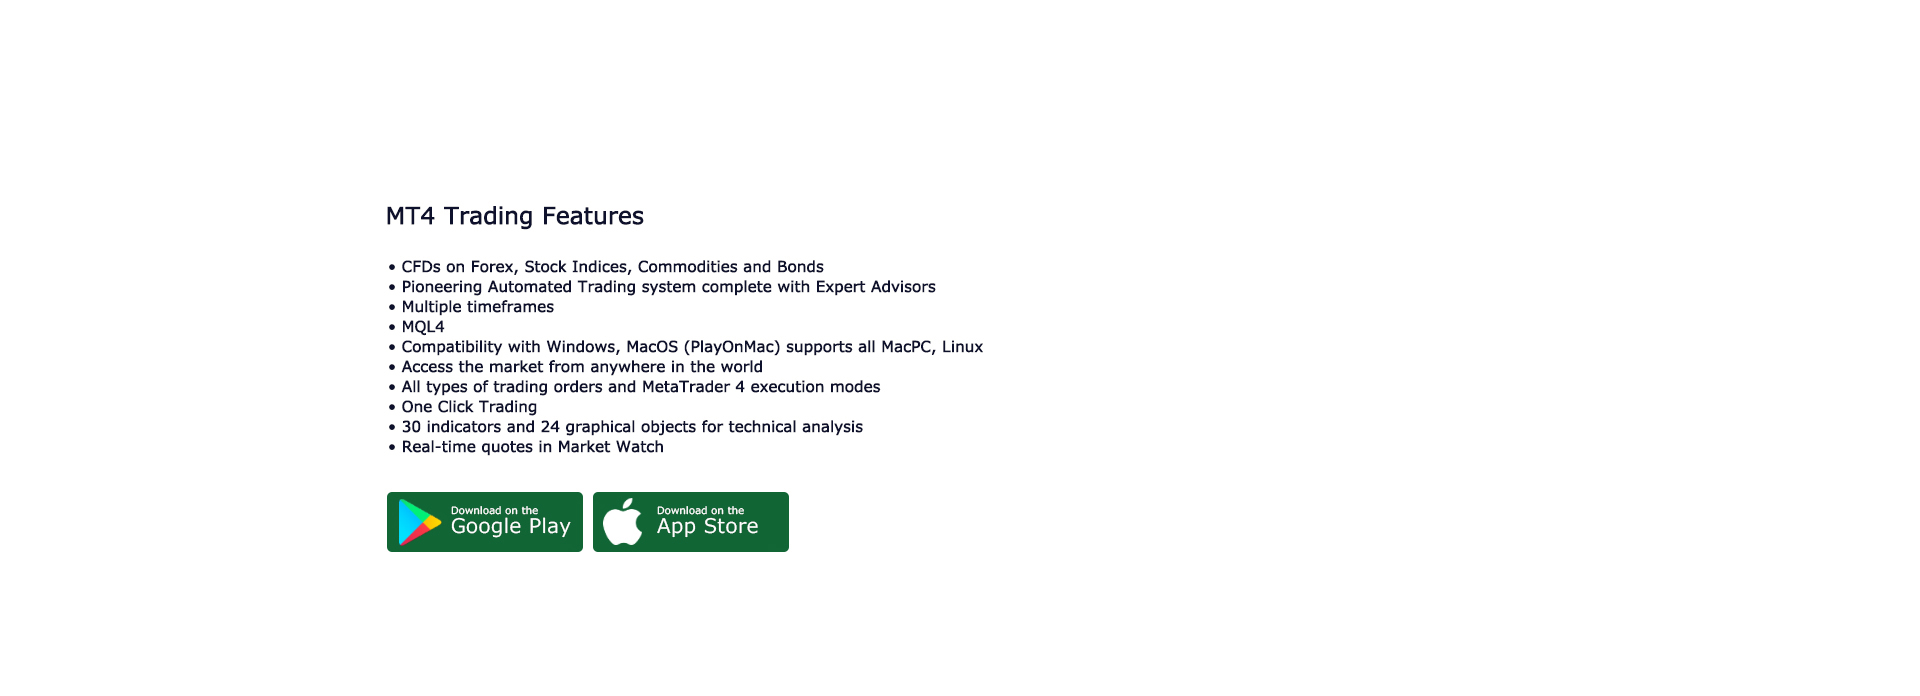 MT4 Trading Features
• CFDs on Forex, Stock Indices, Commodities and Bonds
• Pioneering Automated Trading system complete with Expert Advisors
• Multiple timeframes
• MQL4
• Compatibility with Windows, MacOS (PlayOnMac) supports all MacPC, Linux
• Access the market from anywhere in the world
• All types of trading orders and MetaTrader 4 execution modes
• One Click Trading
• 30 indicators and 24 graphical objects for technical analysis
• Real-time quotes in Market Watch
Download on the
Google Play
Download on the
App Store